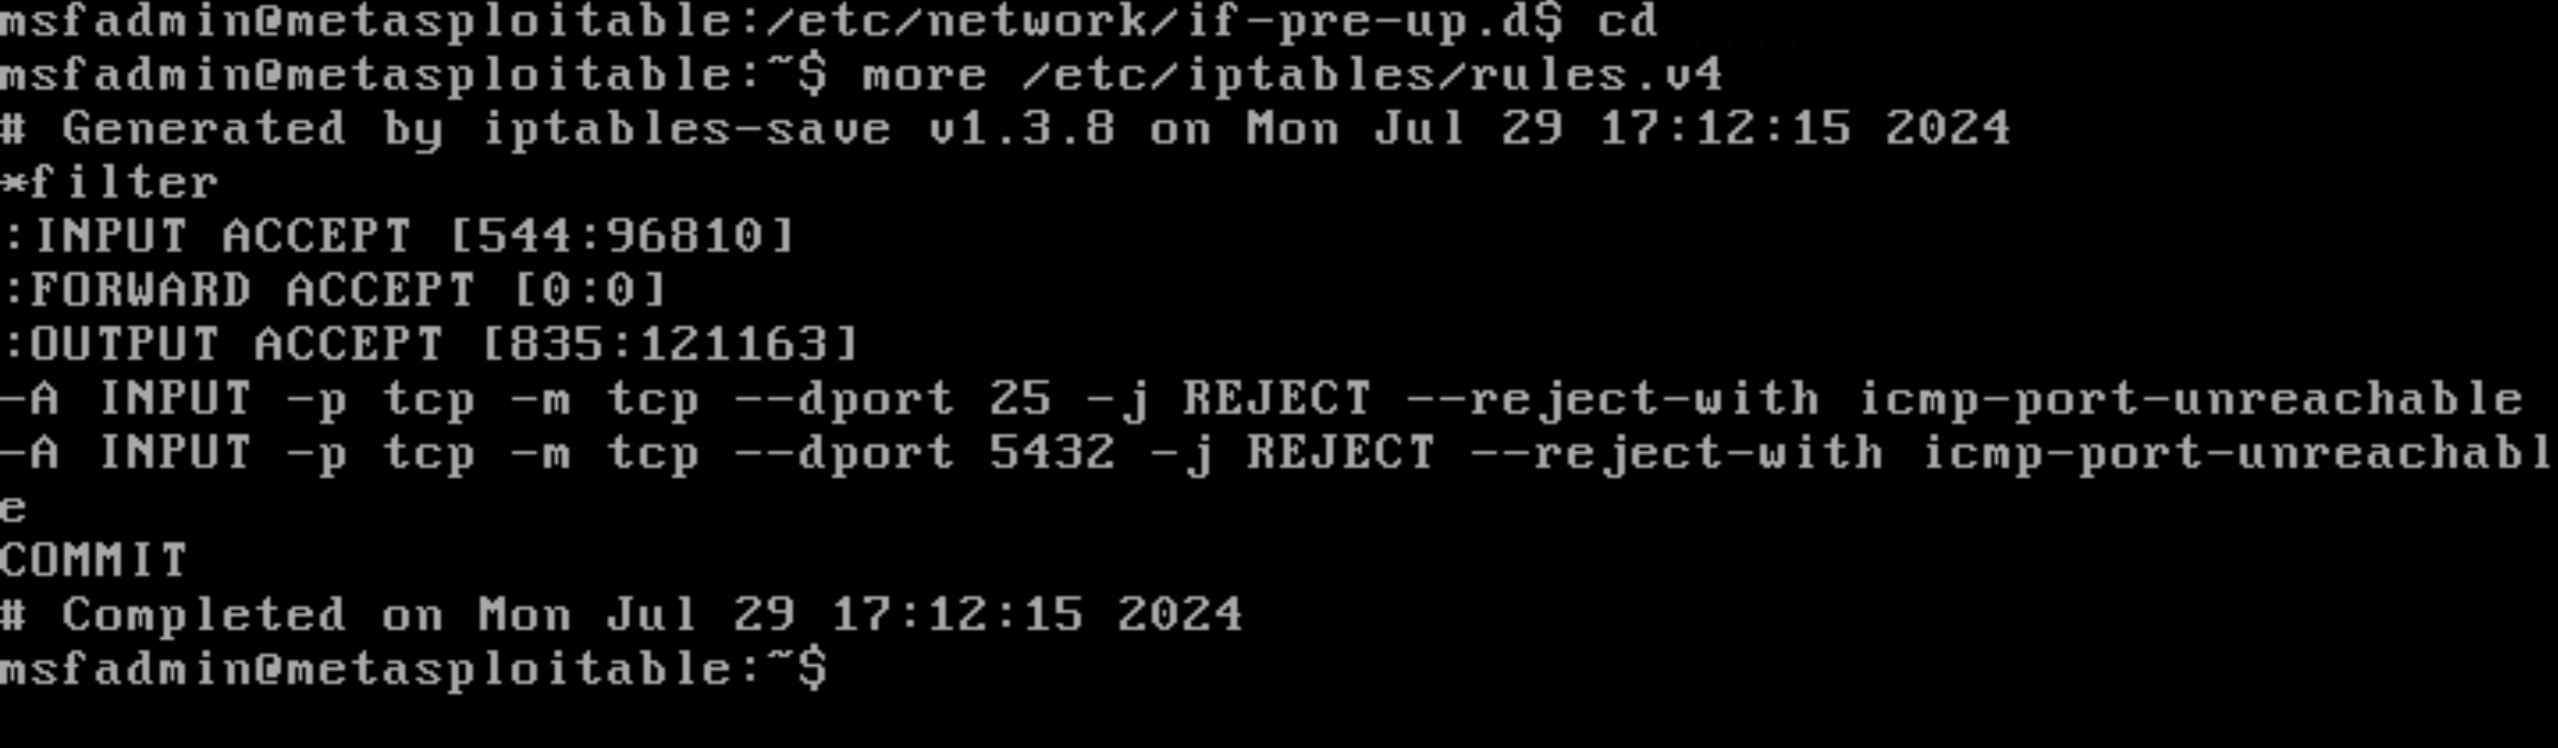 msfadmin@metasploitable:/etc/network/if-pre-up.d$ cd
msfadmin@metasploitable:~$ more /etc/iptables/rules.v4
# Generated by iptables-save v1.3.8 on Mon Jul 29 17:12:15 2024
*filter
:INPUT ACCEPT [544:96810]
:FORWARD ACCEPT [0:0]
:OUTPUT ACCEPT [835:121163]
-A INPUT -p tcp -m tcp --dport 25 -j REJECT --reject-with icmp-port-unreachable
-A INPUT -p tcp -m tcp --dport 5432 -j REJECT --reject-with icmp-port-unreachabl
e
COMMIT
# Completed on Mon Jul 29 17:12:15 2024
msfadmin@metasploitable:~$